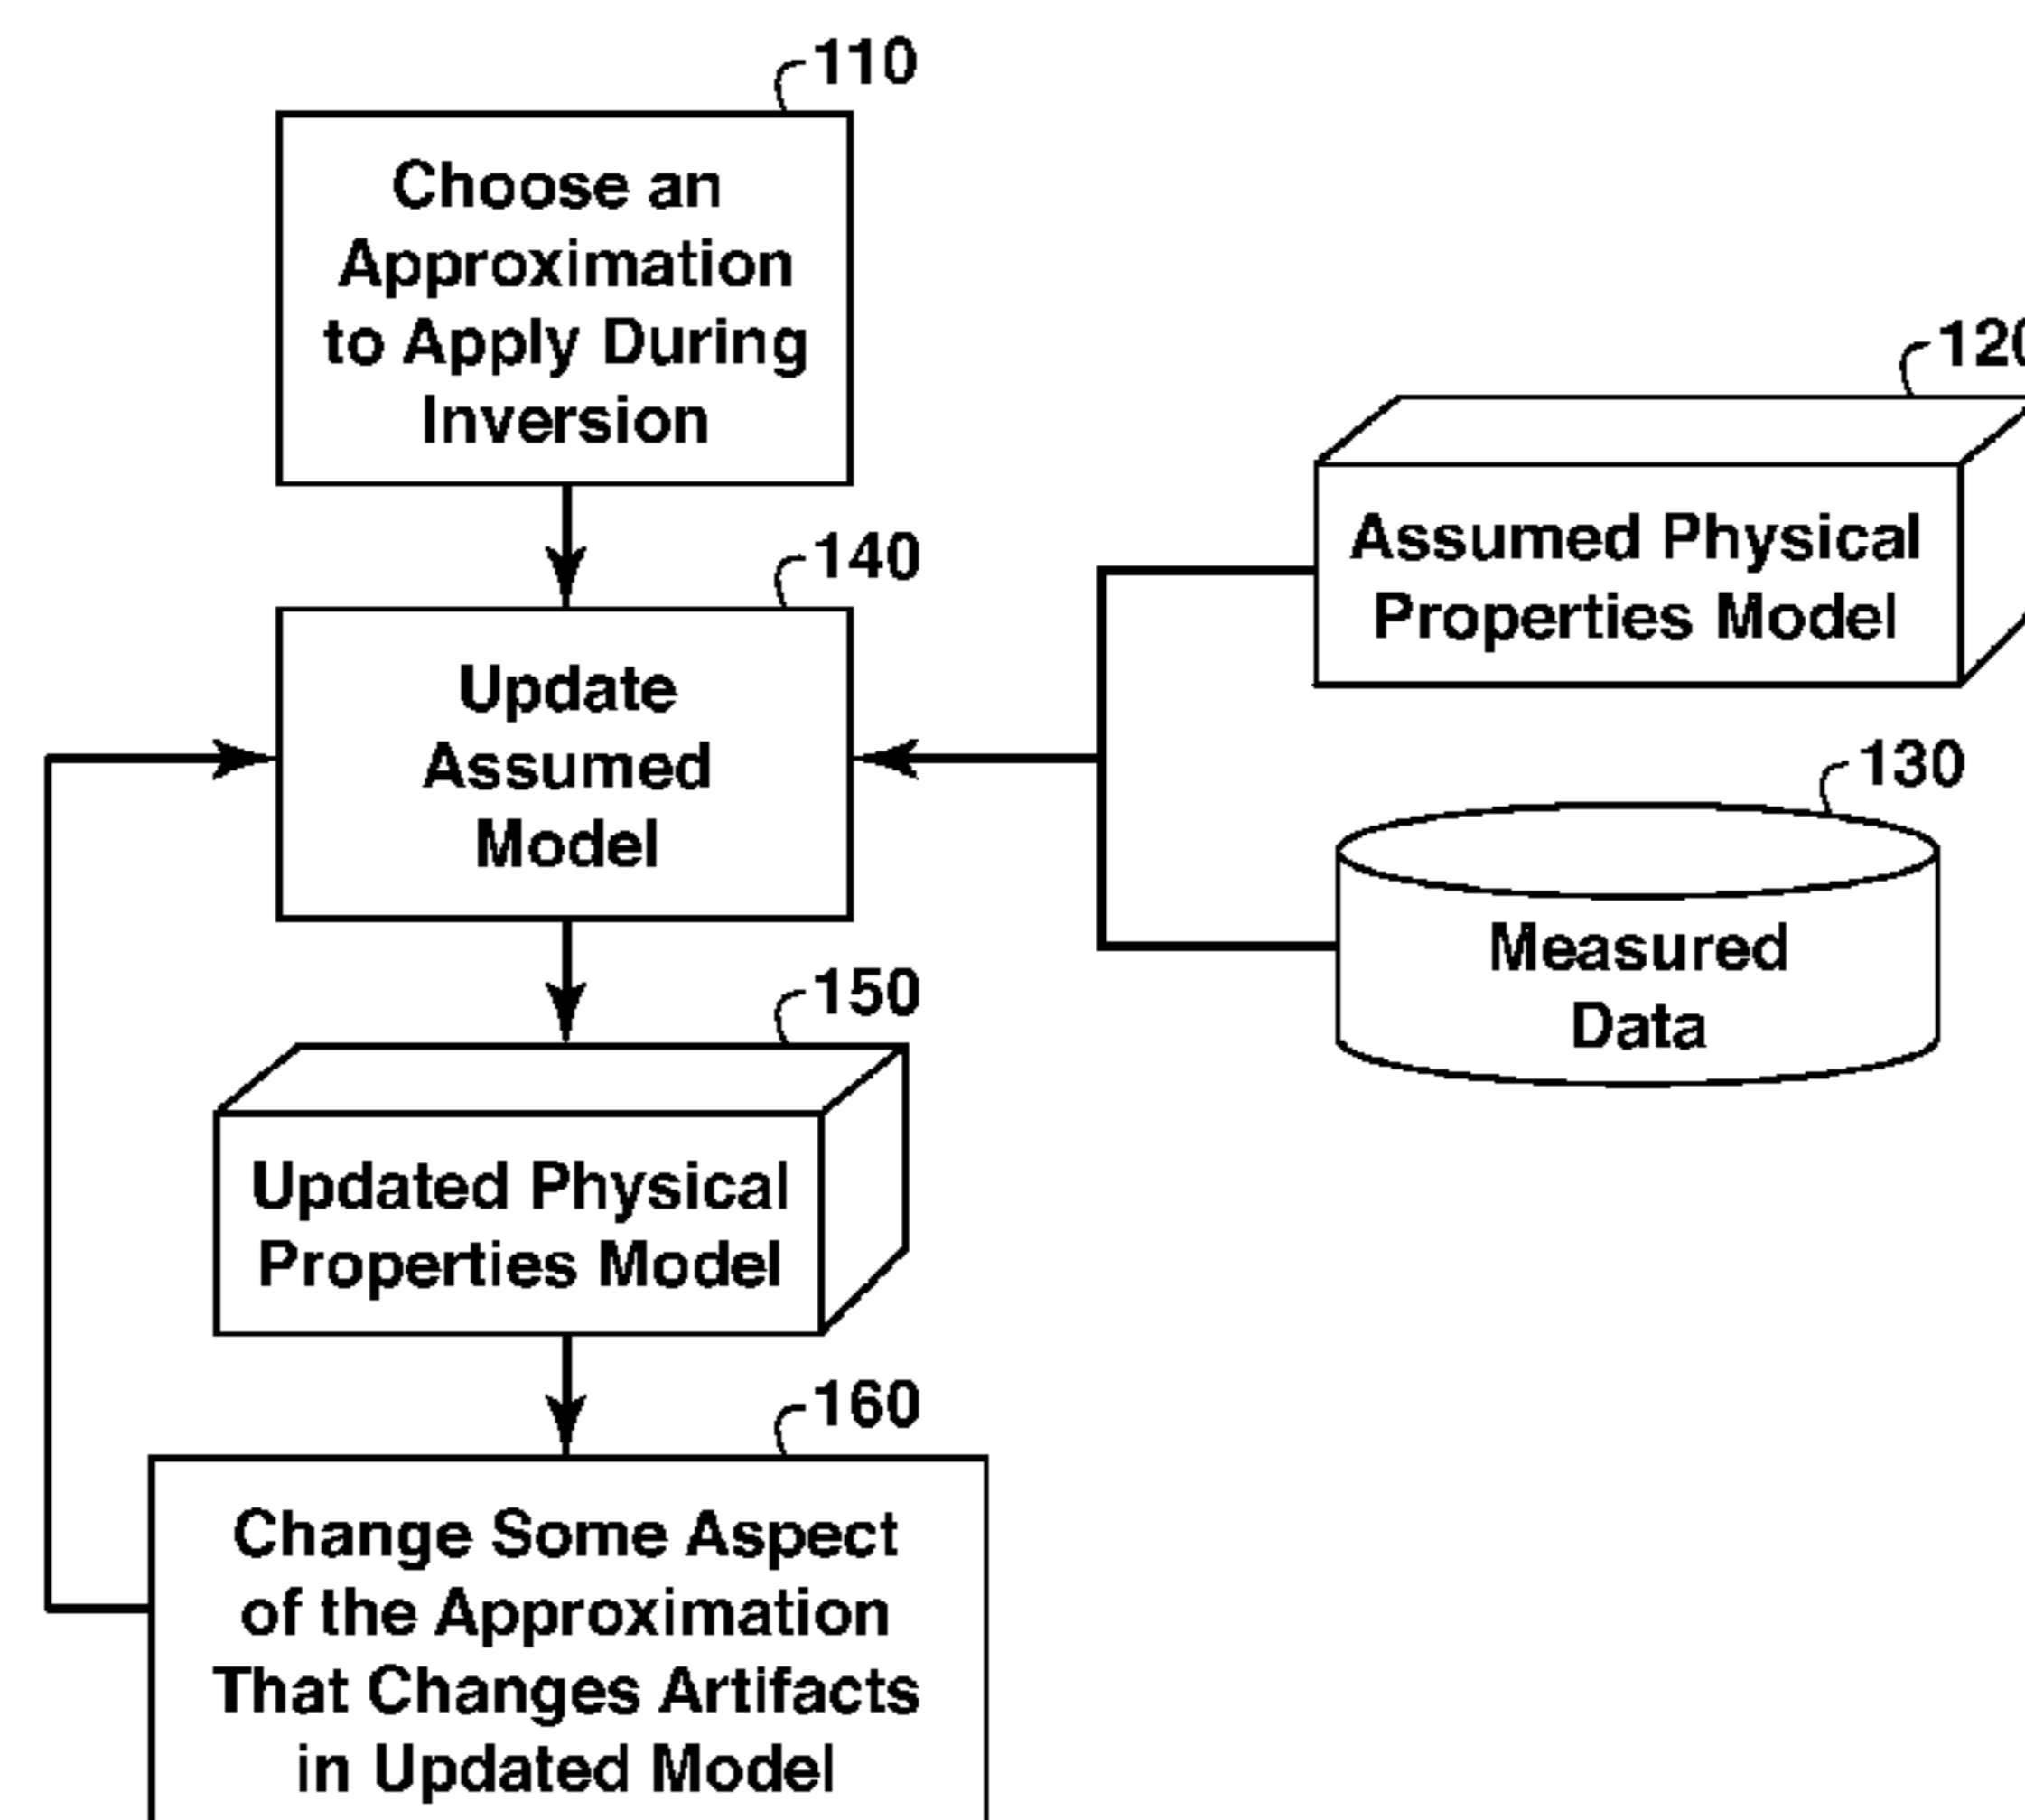 110
Choose an
Approximation
to Apply During
Inversion
120
Assumed Physical
Properties Model
140
Update
Assumed
Model
130
Measured
Data
150
Updated Physical
Properties Model
160
Change Some Aspect
of the Approximation
That Changes Artifacts
in Updated Model